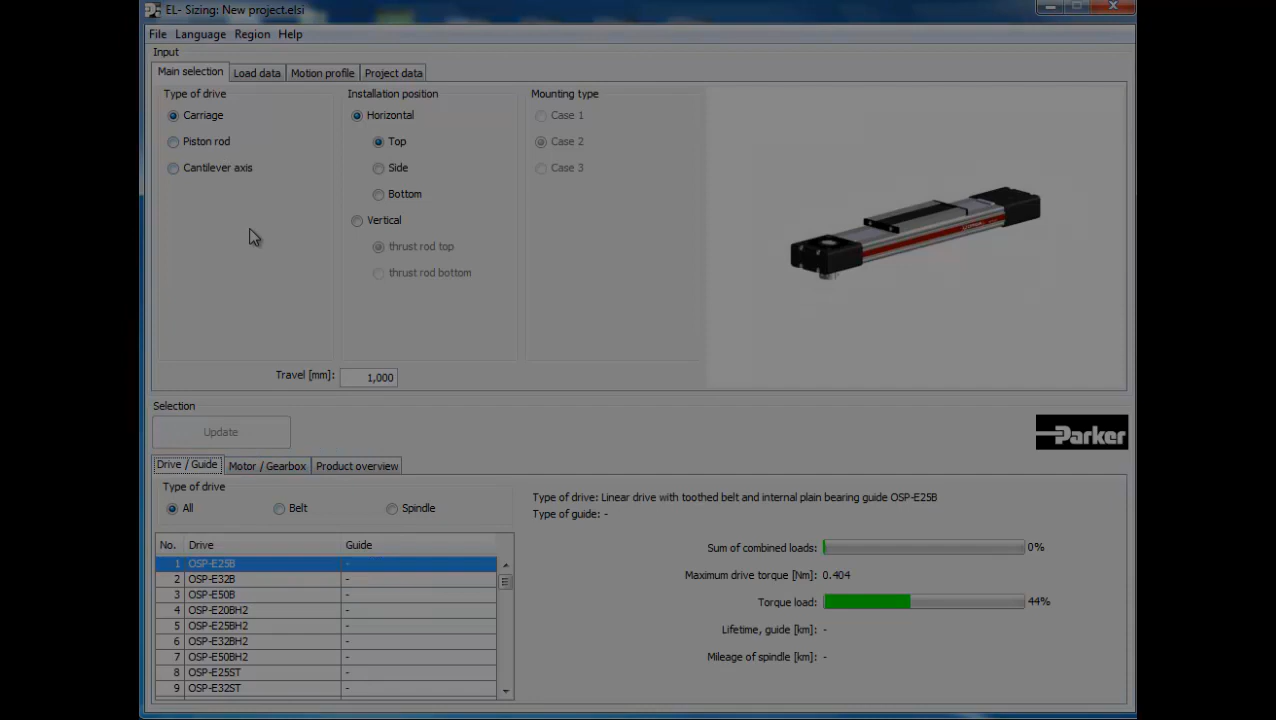 EL- Sizing: New project.elsi
File Language Region Help
Input
Main selection Load data Motion profile Project data
Type of drive Installation position Mounting type
Carriage Horizontal Case 1
Piston rod Top Case 2
Cantilever axis Side Case 3
Bottom
Vertical
thrust rod top
thrust rod bottom
Travel [mm]: 1,000
Selection
Update
Parker
Drive / Guide Motor / Gearbox Product overview
Type of drive
All Belt Spindle
Type of drive: Linear drive with toothed belt and internal plain bearing guide OSP-E25B
Type of guide: -
No. Drive Guide
1 OSP-E25B -
2 OSP-E32B -
3 OSP-E50B -
4 OSP-E20BH2 -
5 OSP-E25BH2 -
6 OSP-E32BH2 -
7 OSP-E50BH2 -
8 OSP-E25ST -
9 OSP-E32ST -
Sum of combined loads: 0%
Maximum drive torque [Nm]: 0.404
Torque load: 44%
Lifetime, guide [km]: -
Mileage of spindle [km]: -